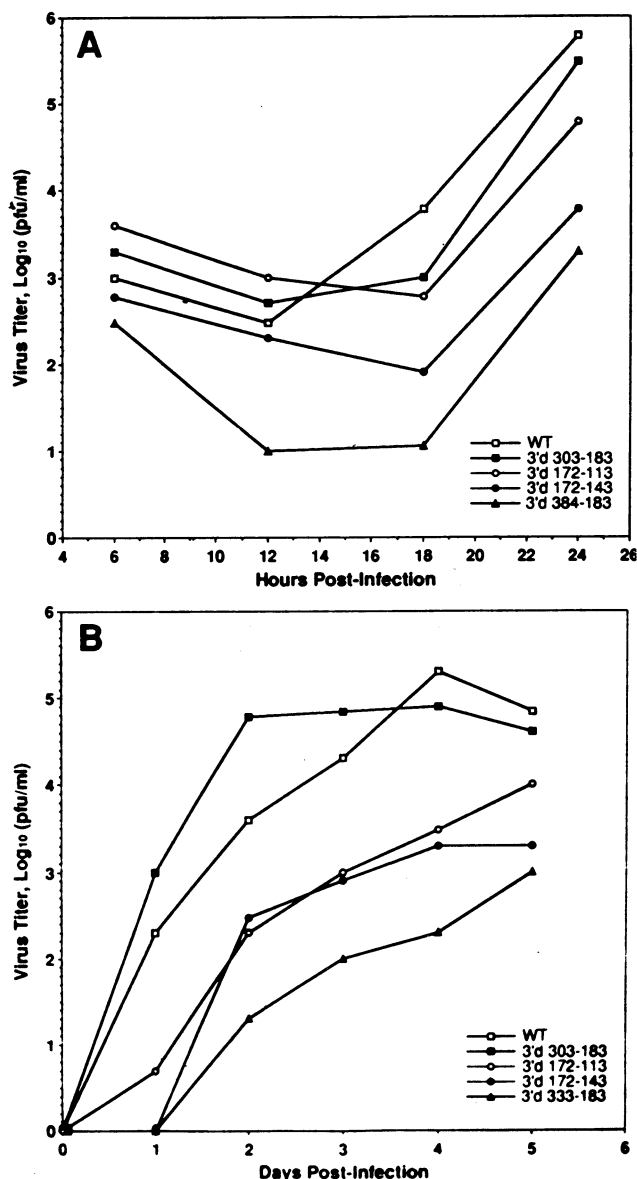 A
6
5
4
3
2
1
0
Virus Titer, Log10 (pfu/ml)
WT
3'd 303-183
3'd 172-113
3'd 172-143
3'd 384-183
4 6 8 10 12 14 16 18 20 22 24 26
Hours Post-Infection
B
6
5
4
3
2
1
0
Virus Titer, Log10 (pfu/ml)
WT
3'd 303-183
3'd 172-113
3'd 172-143
3'd 333-183
0 1 2 3 4 5 6
Days Post-Infection